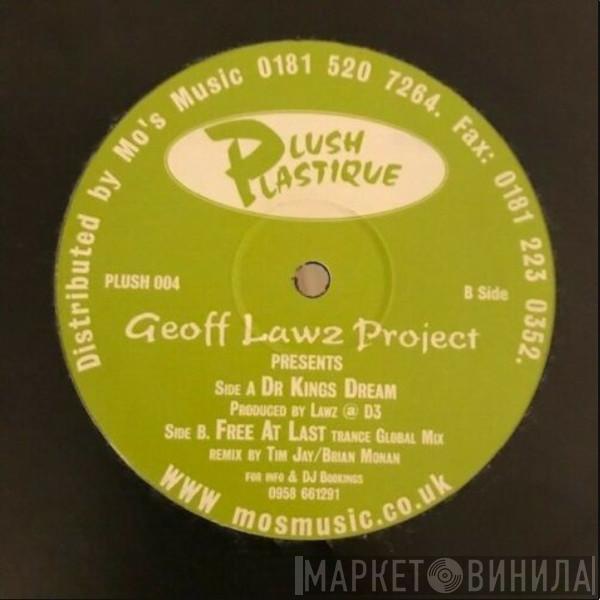 Distributed by Mo's Music 0181 520 7264. Fax: 0181 223 0352.
PLUSH PLASTIQUE
PLUSH 004
B Side
Geoff Lawz Project
PRESENTS
SIDE A DR KINGS DREAM
PRODUCED BY LAWZ @ D3
SIDE B. FREE AT LAST TRANCE GLOBAL MIX
REMIX BY TIM JAY/BRIAN MONAN
FOR INFO & DJ BOOKINGS
0958 661291
WWW mosmusic.co.uk
МАРКЕТ ВИНИЛА